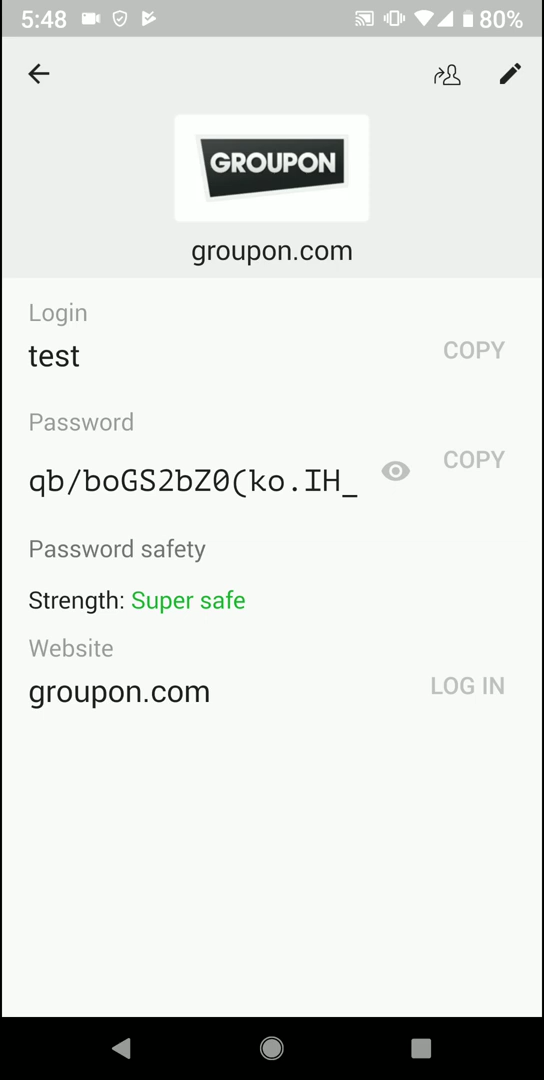 5:48
80%
GROUPON
groupon.com
Login
test
COPY
Password
qb/boGS2bZ0(ko.IH_
COPY
Password safety
Strength: Super safe
Website
groupon.com
LOG IN